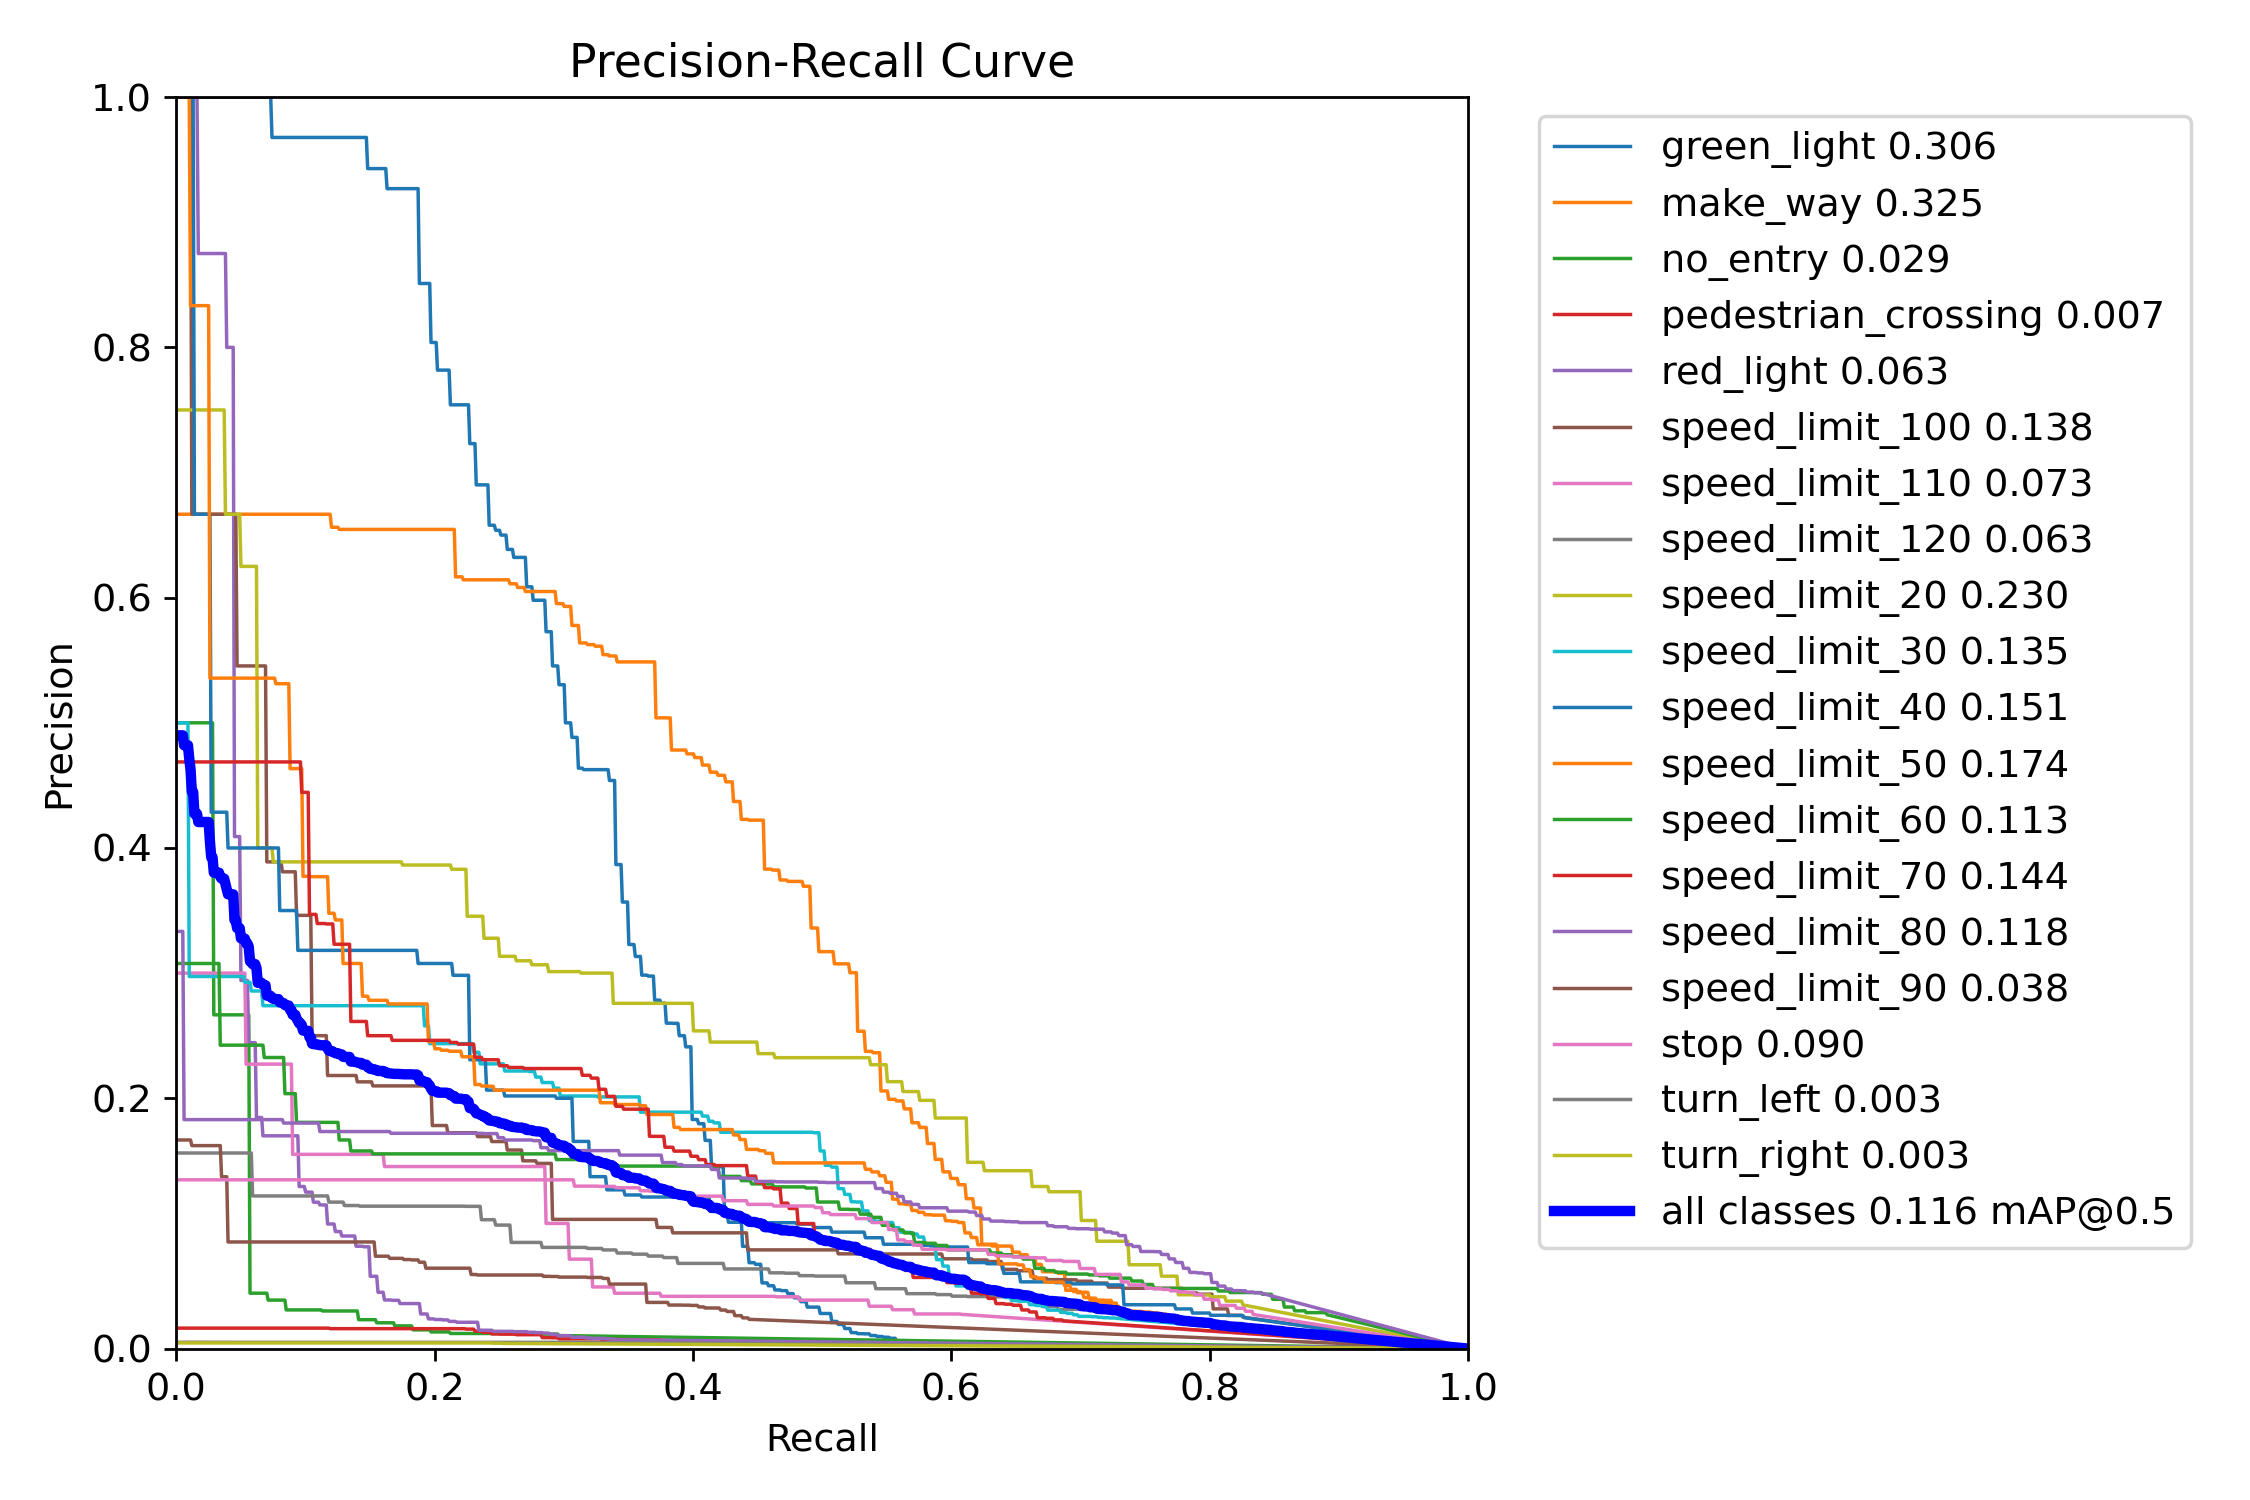 Precision-Recall Curve
1.0
0.8
0.6
0.4
0.2
0.0
Precision
0.0 0.2 0.4 0.6 0.8 1.0
Recall
green_light 0.306
make_way 0.325
no_entry 0.029
pedestrian_crossing 0.007
red_light 0.063
speed_limit_100 0.138
speed_limit_110 0.073
speed_limit_120 0.063
speed_limit_20 0.230
speed_limit_30 0.135
speed_limit_40 0.151
speed_limit_50 0.174
speed_limit_60 0.113
speed_limit_70 0.144
speed_limit_80 0.118
speed_limit_90 0.038
stop 0.090
turn_left 0.003
turn_right 0.003
all classes 0.116 mAP@0.5